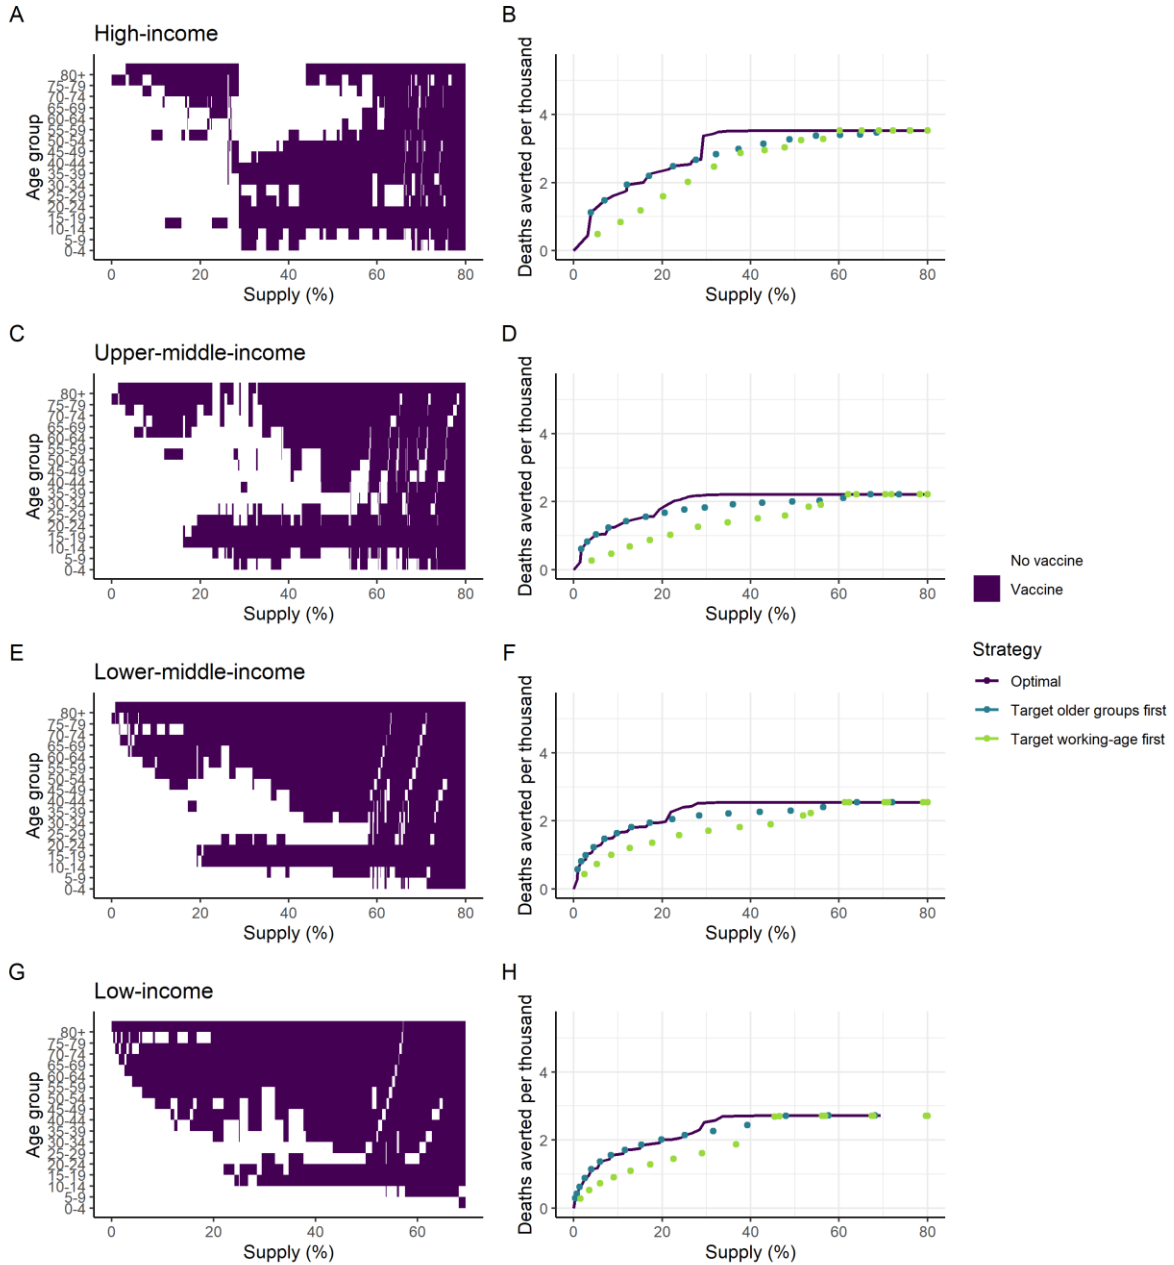 A
High-income
Age group
80+
75-79
70-74
65-69
60-64
55-59
50-54
45-49
40-44
35-39
30-34
25-29
20-24
15-19
10-14
5-9
0-4
0 20 40 60 80
Supply (%)
B
Deaths averted per thousand
4
2
0
0 20 40 60 80
Supply (%)
C
Upper-middle-income
Age group
80+
75-79
70-74
65-69
60-64
55-59
50-54
45-49
40-44
35-39
30-34
25-29
20-24
15-19
10-14
5-9
0-4
0 20 40 60 80
Supply (%)
D
Deaths averted per thousand
4
2
0
0 20 40 60 80
Supply (%)
No vaccine
Vaccine
Strategy
Optimal
Target older groups first
Target working-age first
E
Lower-middle-income
Age group
80+
75-79
70-74
65-69
60-64
55-59
50-54
45-49
40-44
35-39
30-34
25-29
20-24
15-19
10-14
5-9
0-4
0 20 40 60 80
Supply (%)
F
Deaths averted per thousand
4
2
0
0 20 40 60 80
Supply (%)
G
Low-income
Age group
80+
75-79
70-74
65-69
60-64
55-59
50-54
45-49
40-44
35-39
30-34
25-29
20-24
15-19
10-14
5-9
0-4
0 20 40 60
Supply (%)
H
Deaths averted per thousand
4
2
0
0 20 40 60 80
Supply (%)